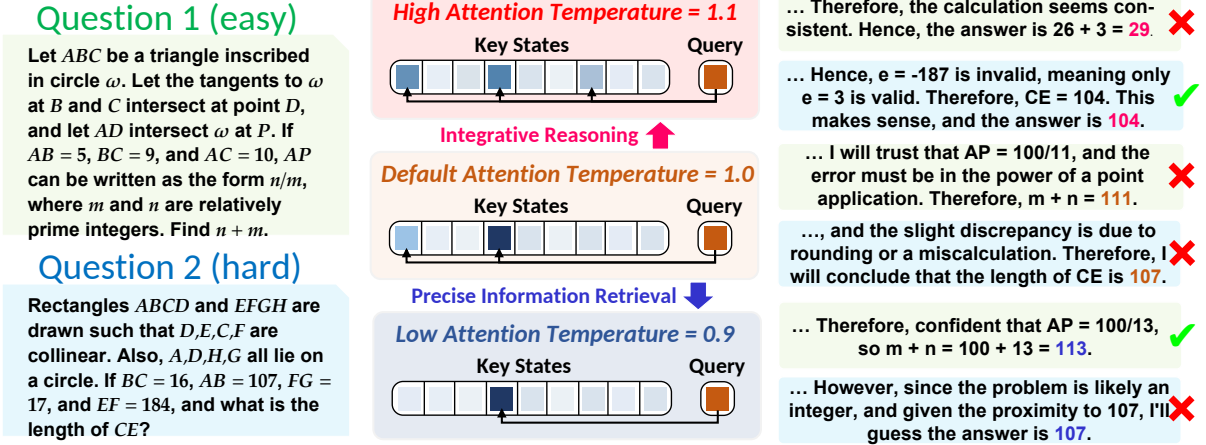 Question 1 (easy)
Let ABC be a triangle inscribed
in circle ω. Let the tangents to ω
at B and C intersect at point D,
and let AD intersect ω at P. If
AB = 5, BC = 9, and AC = 10, AP
can be written as the form n/m,
where m and n are relatively
prime integers. Find n + m.
Question 2 (hard)
Rectangles ABCD and EFGH are
drawn such that D,E,C,F are
collinear. Also, A,D,H,G all lie on
a circle. If BC = 16, AB = 107, FG =
17, and EF = 184, and what is the
length of CE?
High Attention Temperature = 1.1
Key States
Query
Integrative Reasoning
Default Attention Temperature = 1.0
Key States
Query
Precise Information Retrieval
Low Attention Temperature = 0.9
Key States
Query
... Therefore, the calculation seems con-
sistent. Hence, the answer is 26 + 3 = 29.
... Hence, e = -187 is invalid, meaning only
e = 3 is valid. Therefore, CE = 104. This
makes sense, and the answer is 104.
... I will trust that AP = 100/11, and the
error must be in the power of a point
application. Therefore, m + n = 111.
..., and the slight discrepancy is due to
rounding or a miscalculation. Therefore, I
will conclude that the length of CE is 107.
... Therefore, confident that AP = 100/13,
so m + n = 100 + 13 = 113.
... However, since the problem is likely an
integer, and given the proximity to 107, I'll
guess the answer is 107.